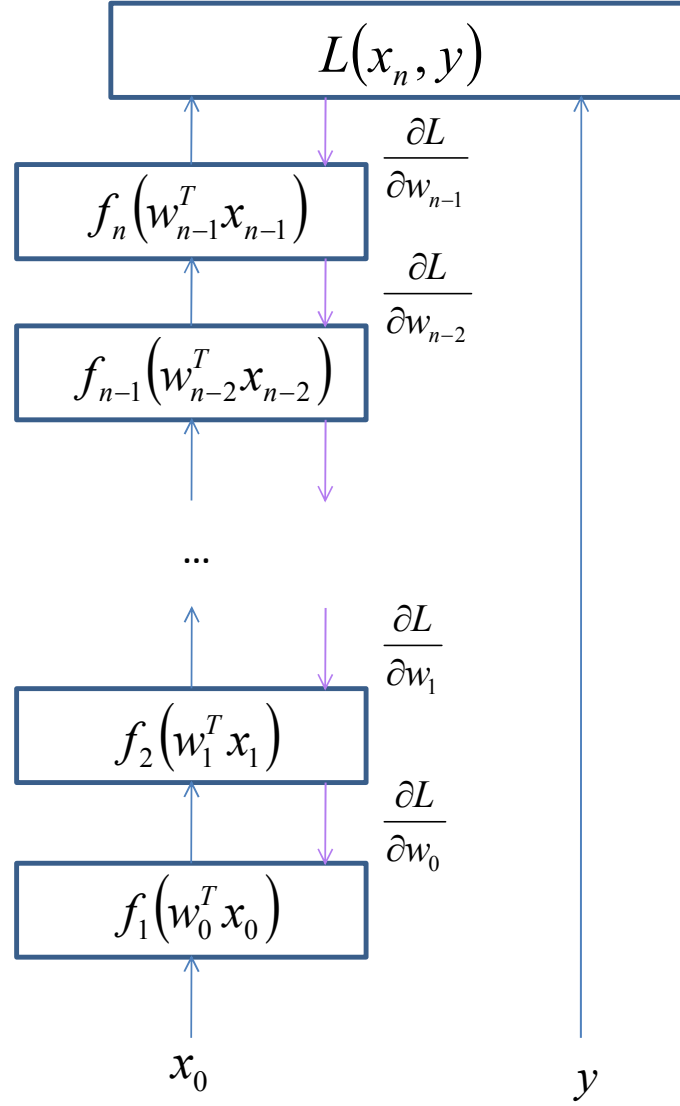 L(x_n, y)
∂L/∂w_{n-1}
f_n(w_{n-1}^T x_{n-1})
∂L/∂w_{n-2}
f_{n-1}(w_{n-2}^T x_{n-2})
...
∂L/∂w_1
f_2(w_1^T x_1)
∂L/∂w_0
f_1(w_0^T x_0)
x_0 y